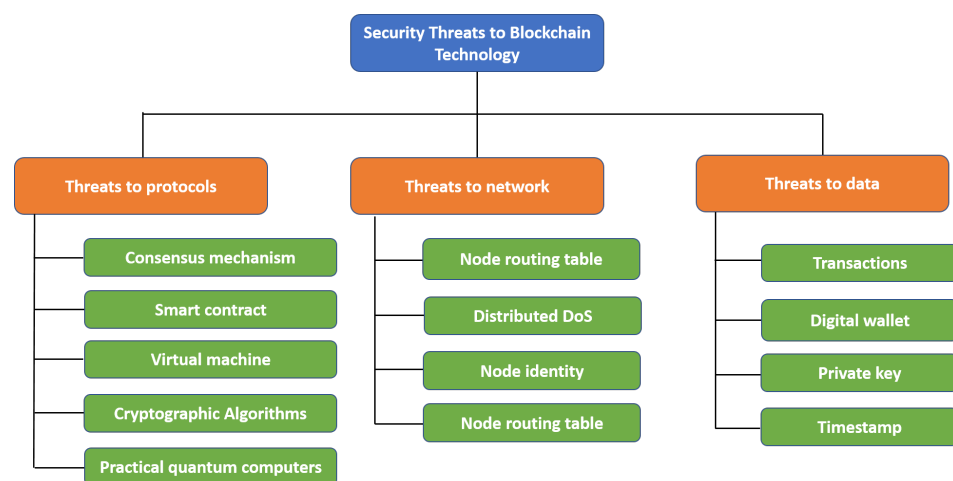 Security Threats to Blockchain
Technology
Threats to protocols
Consensus mechanism
Smart contract
Virtual machine
Cryptographic Algorithms
Practical quantum computers
Threats to network
Node routing table
Distributed DoS
Node identity
Node routing table
Threats to data
Transactions
Digital wallet
Private key
Timestamp